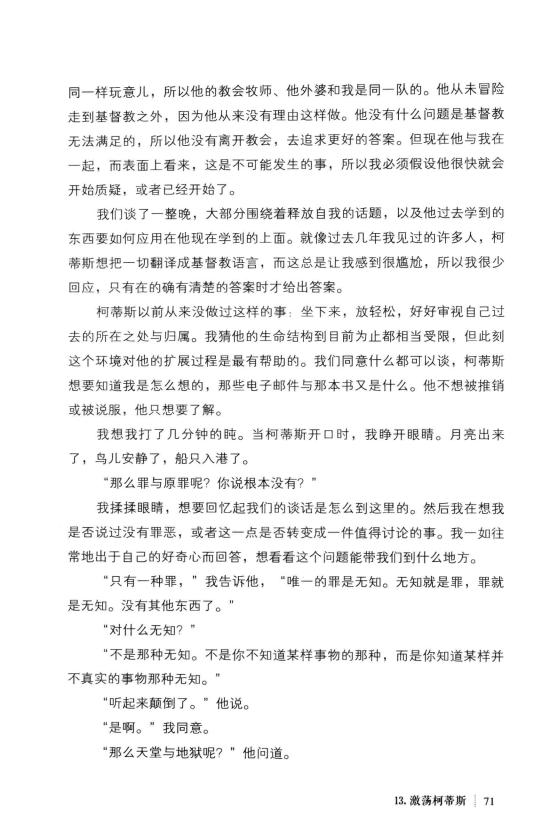 同一样玩意儿，所以他的教会牧师、他外婆和我是同一队的。他从未冒险
走到基督教之外，因为他从来没有理由这样做。他没有什么问题是基督教
无法满足的，所以他没有离开教会，去追求更好的答案。但现在他与我在
一起，而表面上看来，这是不可能发生的事，所以我必须假设他很快就会
开始质疑，或者已经开始了。
我们谈了一整晚，大部分围绕着释放自我的话题，以及他过去学到的
东西要如何应用在他现在学到的上面。就像过去几年我见过的许多人，柯
蒂斯想把一切翻译成基督教语言，而这总是让我感到很尴尬，所以我很少
回应，只有在的确有清楚的答案时才给出答案。
柯蒂斯以前从来没做过这样的事：坐下来，放轻松，好好审视自己过
去的所在之处与归属。我猜他的生命结构到目前为止都相当受限，但此刻
这个环境对他的扩展过程是最有帮助的。我们同意什么都可以谈，柯蒂斯
想要知道我是怎么想的，那些电子邮件与那本书又是什么。他不想被推销
或被说服，他只想要了解。
我想我打了几分钟的盹。当柯蒂斯开口时，我睁开眼睛。月亮出来
了，鸟儿安静了，船只入港了。
“那么罪与原罪呢？你说根本没有？”
我揉揉眼睛，想要回忆起我们的谈话是怎么到这里的。然后我在想我
是否说过没有罪恶，或者这一点是否转变成一件值得讨论的事。我一如往
常地出于自己的好奇心而回答，想看看这个问题能带我们到什么地方。
“只有一种罪，”我告诉他，“唯一的罪是无知。无知就是罪，罪就
是无知。没有其他东西了。”
“对什么无知？”
“不是那种无知。不是你不知道某样事物的那种，而是你知道某样并
不真实的事物那种无知。”
“听起来颠倒了。”他说。
“是啊。”我同意。
“那么天堂与地狱呢？”他问道。
13. 激荡柯蒂斯 71